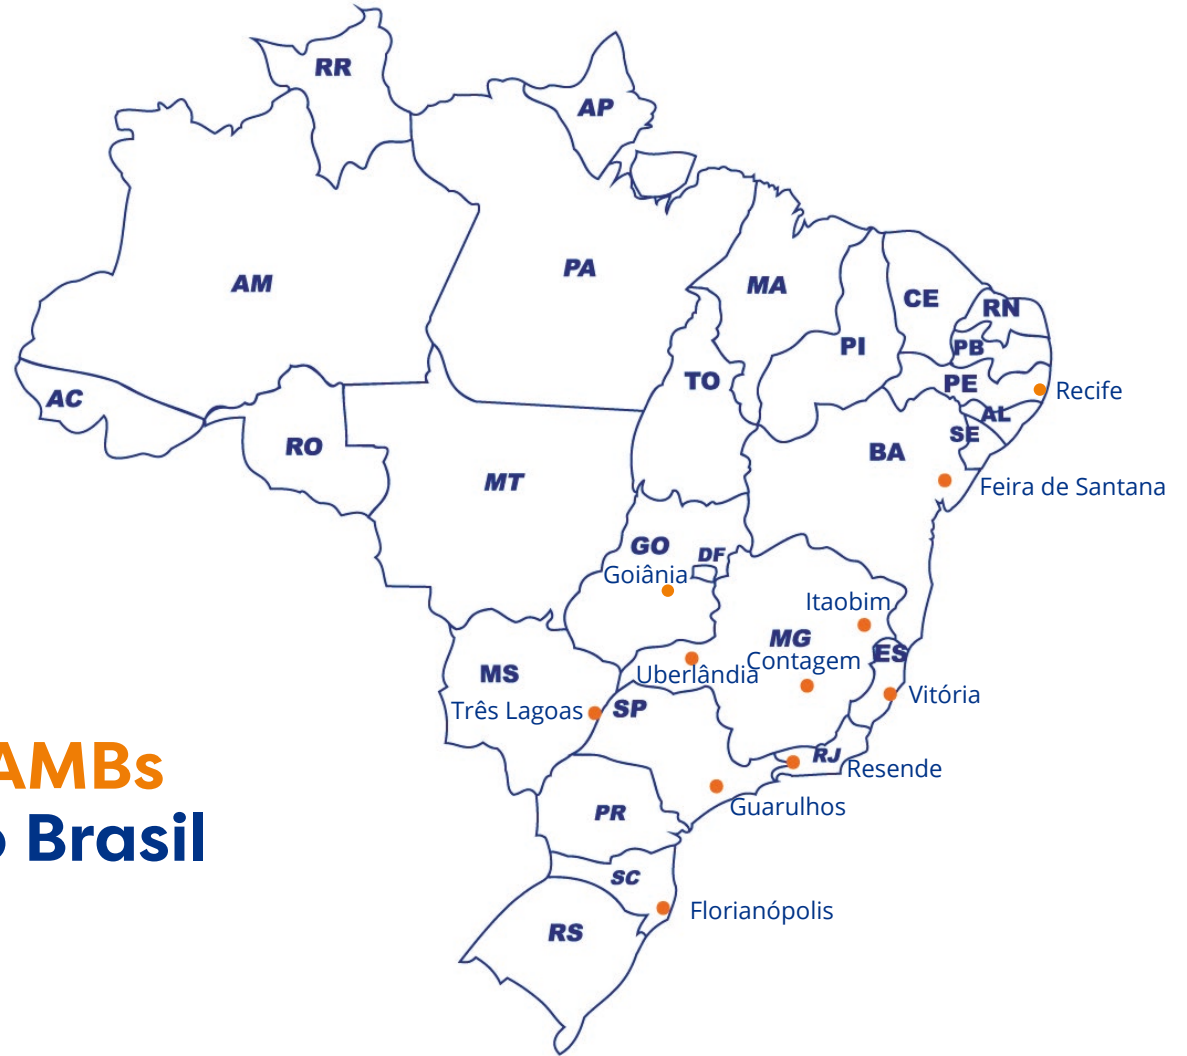 RR
AP
AM
PA
MA
CE
RN
PI
PB
TO
PE
Recife
AC
AL
SE
RO
BA
MT
Feira de Santana
GO
DF
Goiânia
Itaobim
MG
ES
Contagem
MS
Uberlândia
Vitória
Três Lagoas
SP
RJ
Resende
AMBs
Guarulhos
PR
Brasil
SC
Florianópolis
RS